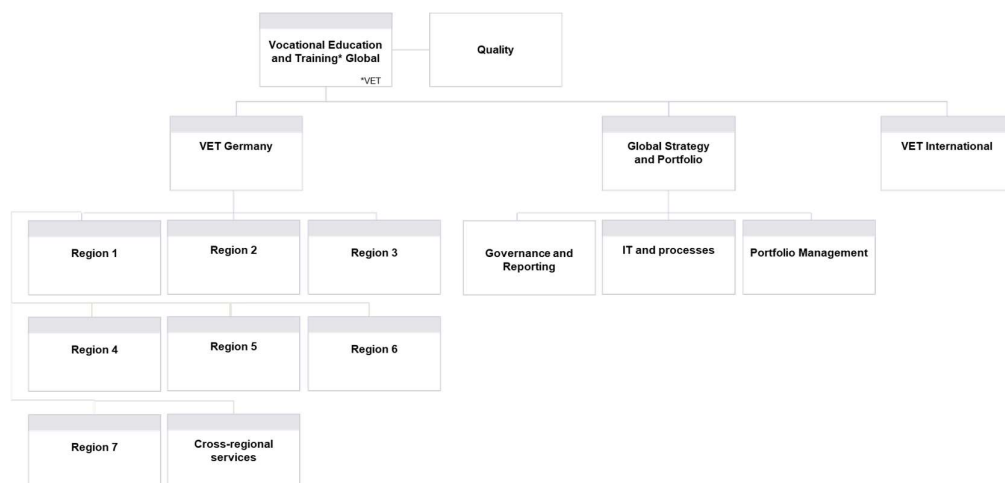 Vocational Education
and Training* Global
*VET
Quality
VET Germany
Global Strategy
and Portfolio
VET International
Region 1
Region 2
Region 3
Governance and
Reporting
IT and processes
Portfolio Management
Region 4
Region 5
Region 6
Region 7
Cross-regional
services